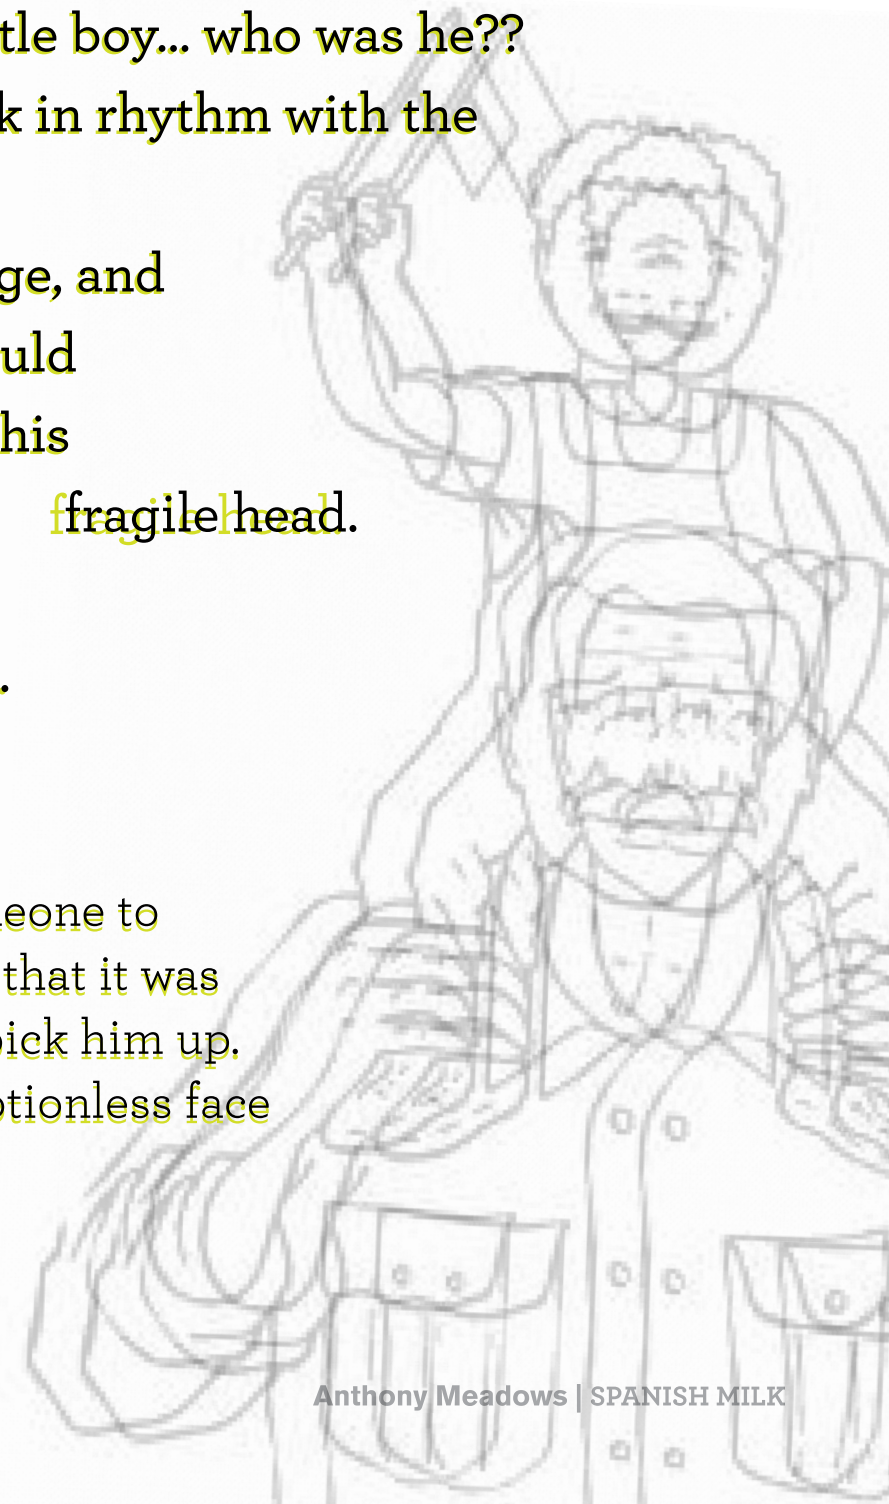 tle boy... who was he??
k in rhythm with the
ge, and
uld
his
fragile head.
.
eone to
that it was
pick him up.
otionless face
Anthony Meadows | SPANISH MILK